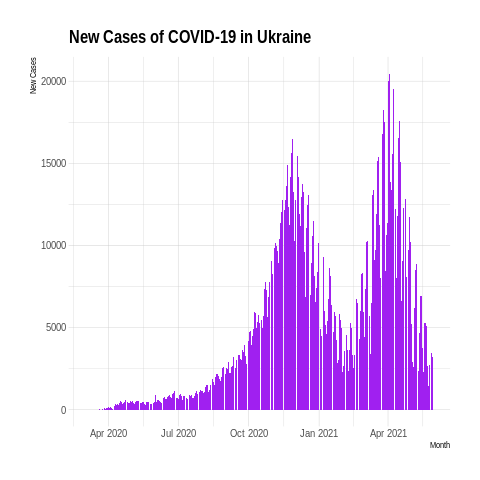 New Cases of COVID-19 in Ukraine
New Cases
20000
15000
10000
5000
0
Apr 2020 Jul 2020 Oct 2020 Jan 2021 Apr 2021
Month